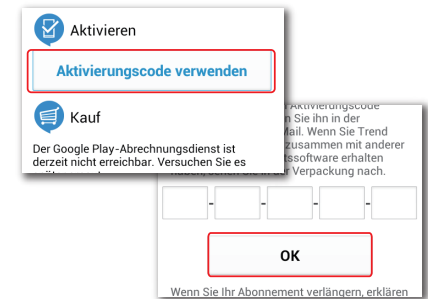 Aktivieren
Aktivierungscode verwenden
Kauf
Der Google Play-Abrechnungsdienst ist
derzeit nicht erreichbar. Versuchen Sie es
Aktivierungscode
n Sie ihn in der
Mail. Wenn Sie Trend
zusammen mit anderer
tssoftware erhalten
der Verpackung nach.
- - - -
OK
Wenn Sie Ihr Abonnement verlängern, erklären